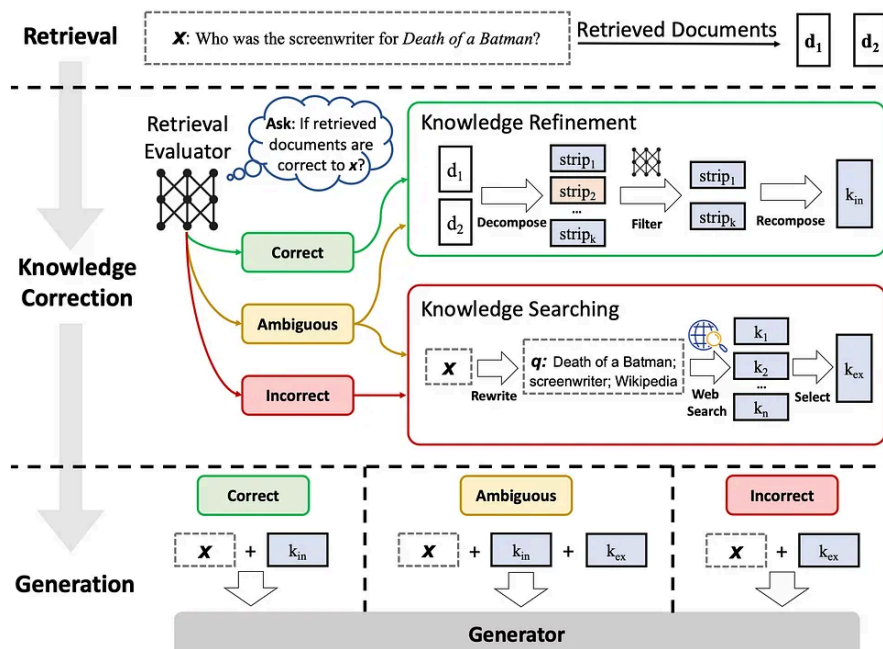 Retrieval
x: Who was the screenwriter for Death of a Batman?
Retrieved Documents
d1
d2
Retrieval
Evaluator
Ask: If retrieved
documents are
correct to x?
Correct
Ambiguous
Incorrect
Knowledge
Correction
Knowledge Refinement
d1
d2
Decompose
strip1
strip2
...
stripk
Filter
strip1
stripk
Recompose
kin
Knowledge Searching
x
Rewrite
q: Death of a Batman;
screenwriter; Wikipedia
Web
Search
k1
k2
...
kn
Select
kex
Generation
Correct
x + kin
Ambiguous
x + kin + kex
Incorrect
x + kex
Generator